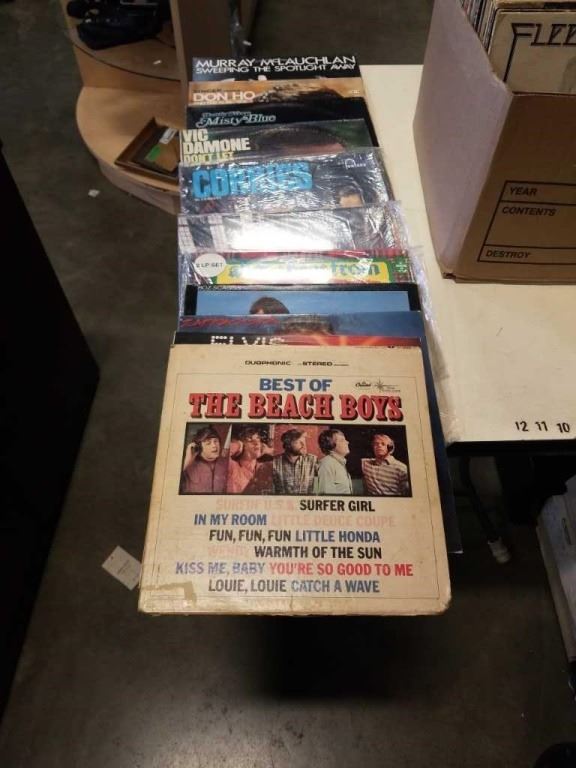 MURRAY McLAUCHLAN
SWEEPING THE SPOTLIGHT AWAY
DON HO
Misty Blue
VIC
DAMONE
DON'T LET
2 LP SET
ELVIS
DUOPHONIC
STEREO
BEST OF
Capitol
THE BEACH BOYS
SURFIN' U.S.A. SURFER GIRL
IN MY ROOM LITTLE DEUCE COUPE
FUN, FUN, FUN LITTLE HONDA
WENDY WARMTH OF THE SUN
KISS ME, BABY YOU'RE SO GOOD TO ME
LOUIE, LOUIE CATCH A WAVE
FLEE
YEAR
CONTENTS
DESTROY
12 11 10